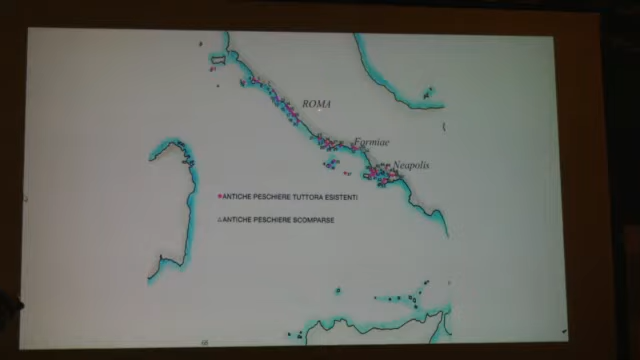 ROMA
Formiae
Neapolis
ANTICHE PESCHIERE TUTTORA ESISTENTI
ANTICHE PESCHIERE SCOMPARSE